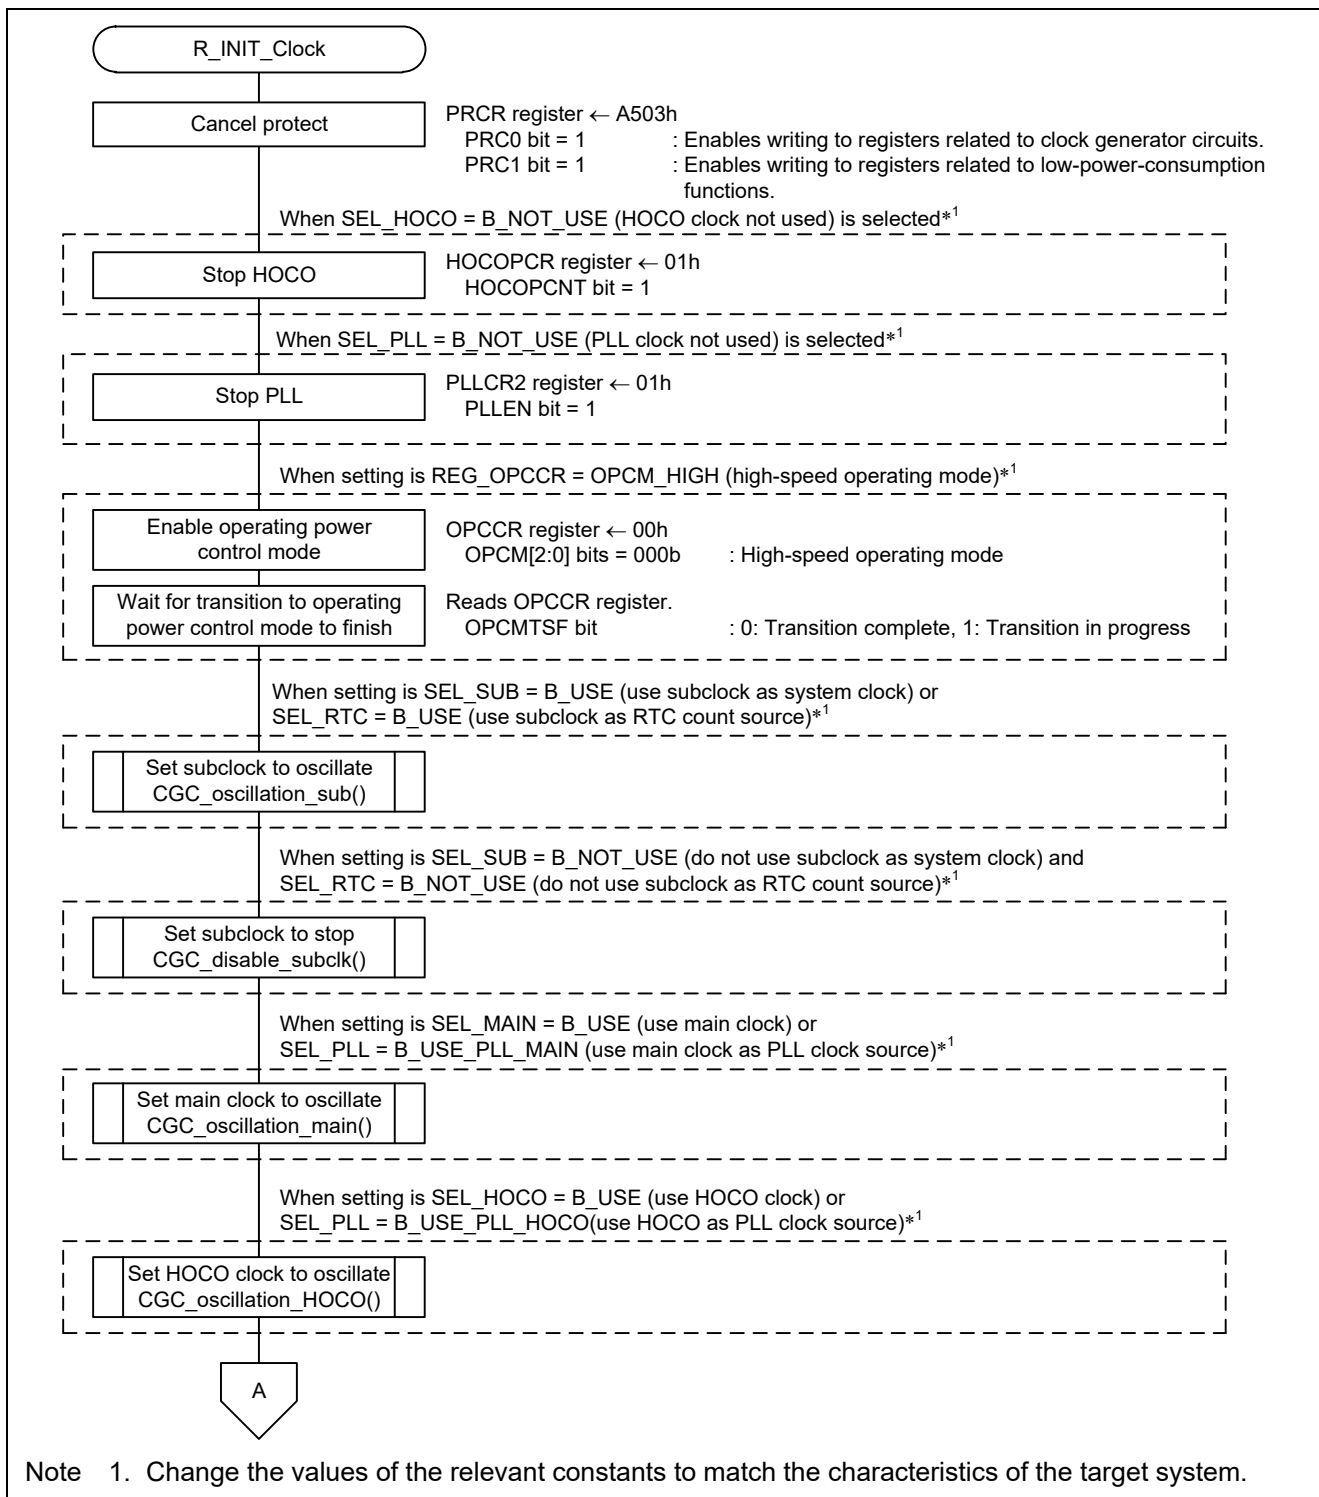 R_INIT_Clock
Cancel protect
PRCR register ← A503h
PRC0 bit = 1 : Enables writing to registers related to clock generator circuits.
PRC1 bit = 1 : Enables writing to registers related to low-power-consumption
functions.
When SEL_HOCO = B_NOT_USE (HOCO clock not used) is selected*1
Stop HOCO
HOCOPCR register ← 01h
HOCOPCNT bit = 1
When SEL_PLL = B_NOT_USE (PLL clock not used) is selected*1
Stop PLL
PLLCR2 register ← 01h
PLLEN bit = 1
When setting is REG_OPCCR = OPCM_HIGH (high-speed operating mode)*1
Enable operating power
control mode
OPCCR register ← 00h
OPCM[2:0] bits = 000b : High-speed operating mode
Wait for transition to operating
power control mode to finish
Reads OPCCR register.
OPCMTSF bit : 0: Transition complete, 1: Transition in progress
When setting is SEL_SUB = B_USE (use subclock as system clock) or
SEL_RTC = B_USE (use subclock as RTC count source)*1
Set subclock to oscillate
CGC_oscillation_sub()
When setting is SEL_SUB = B_NOT_USE (do not use subclock as system clock) and
SEL_RTC = B_NOT_USE (do not use subclock as RTC count source)*1
Set subclock to stop
CGC_disable_subclk()
When setting is SEL_MAIN = B_USE (use main clock) or
SEL_PLL = B_USE_PLL_MAIN (use main clock as PLL clock source)*1
Set main clock to oscillate
CGC_oscillation_main()
When setting is SEL_HOCO = B_USE (use HOCO clock) or
SEL_PLL = B_USE_PLL_HOCO(use HOCO as PLL clock source)*1
Set HOCO clock to oscillate
CGC_oscillation_HOCO()
A
Note 1. Change the values of the relevant constants to match the characteristics of the target system.